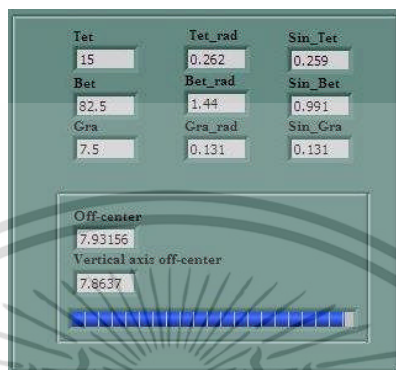 Tet Tet_rad Sin_Tet
15 0.262 0.259
Bet Bet_rad Sin_Bet
82.5 1.44 0.991
Gra Gra_rad Sin_Gra
7.5 0.131 0.131
Off-center
7.93156
Vertical axis off-center
7.8637